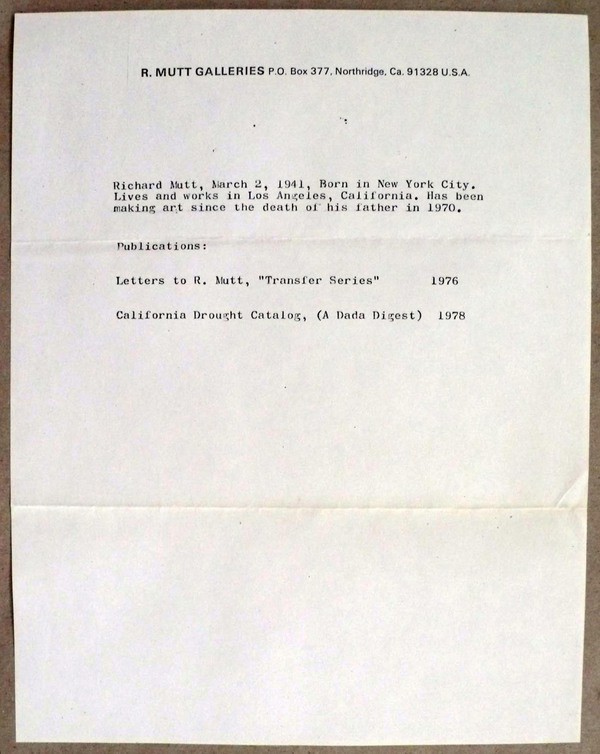 R. MUTT GALLERIES P.O. Box 377, Northridge, Ca. 91328 U.S.A.
Richard Mutt, March 2, 1941, Born in New York City.
Lives and works in Los Angeles, California. Has been
making art since the death of his father in 1970.
Publications:
Letters to R. Mutt, "Transfer Series" 1976
California Drought Catalog, (A Dada Digest) 1978